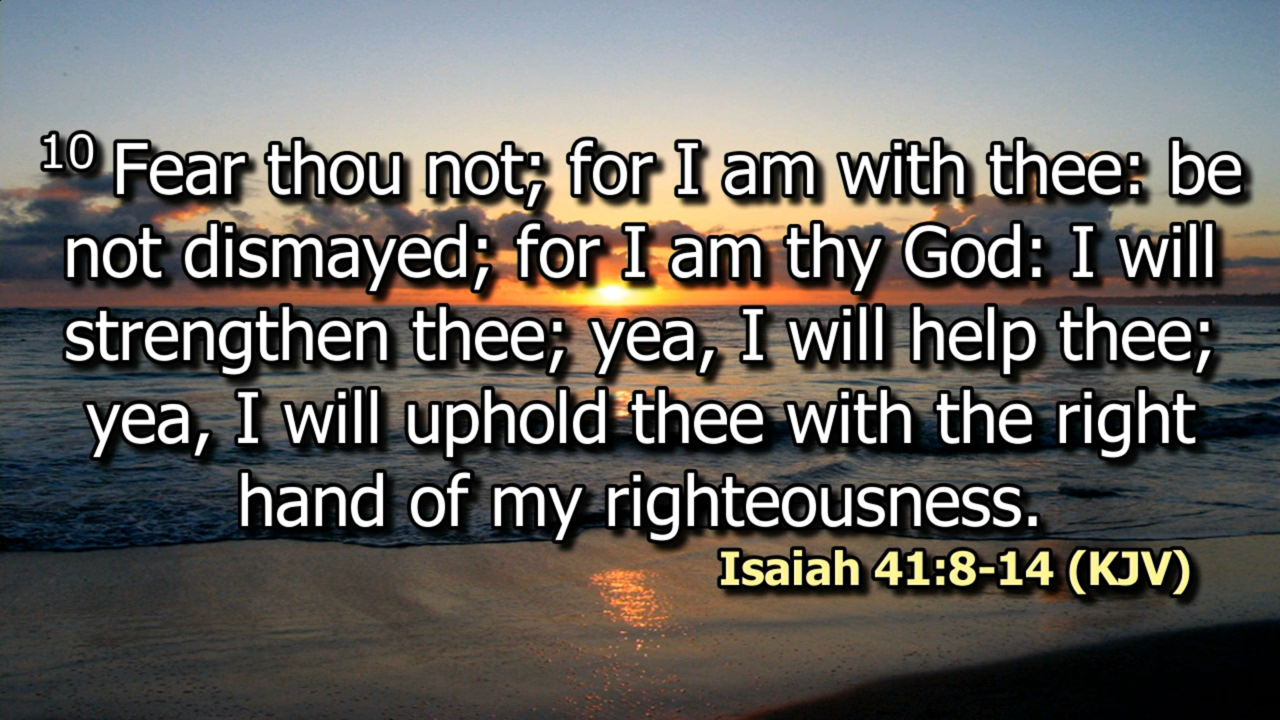 10 Fear thou not; for I am with thee: be
not dismayed; for I am thy God: I will
strengthen thee; yea, I will help thee;
yea, I will uphold thee with the right
hand of my righteousness.
Isaiah 41:8-14 (KJV)